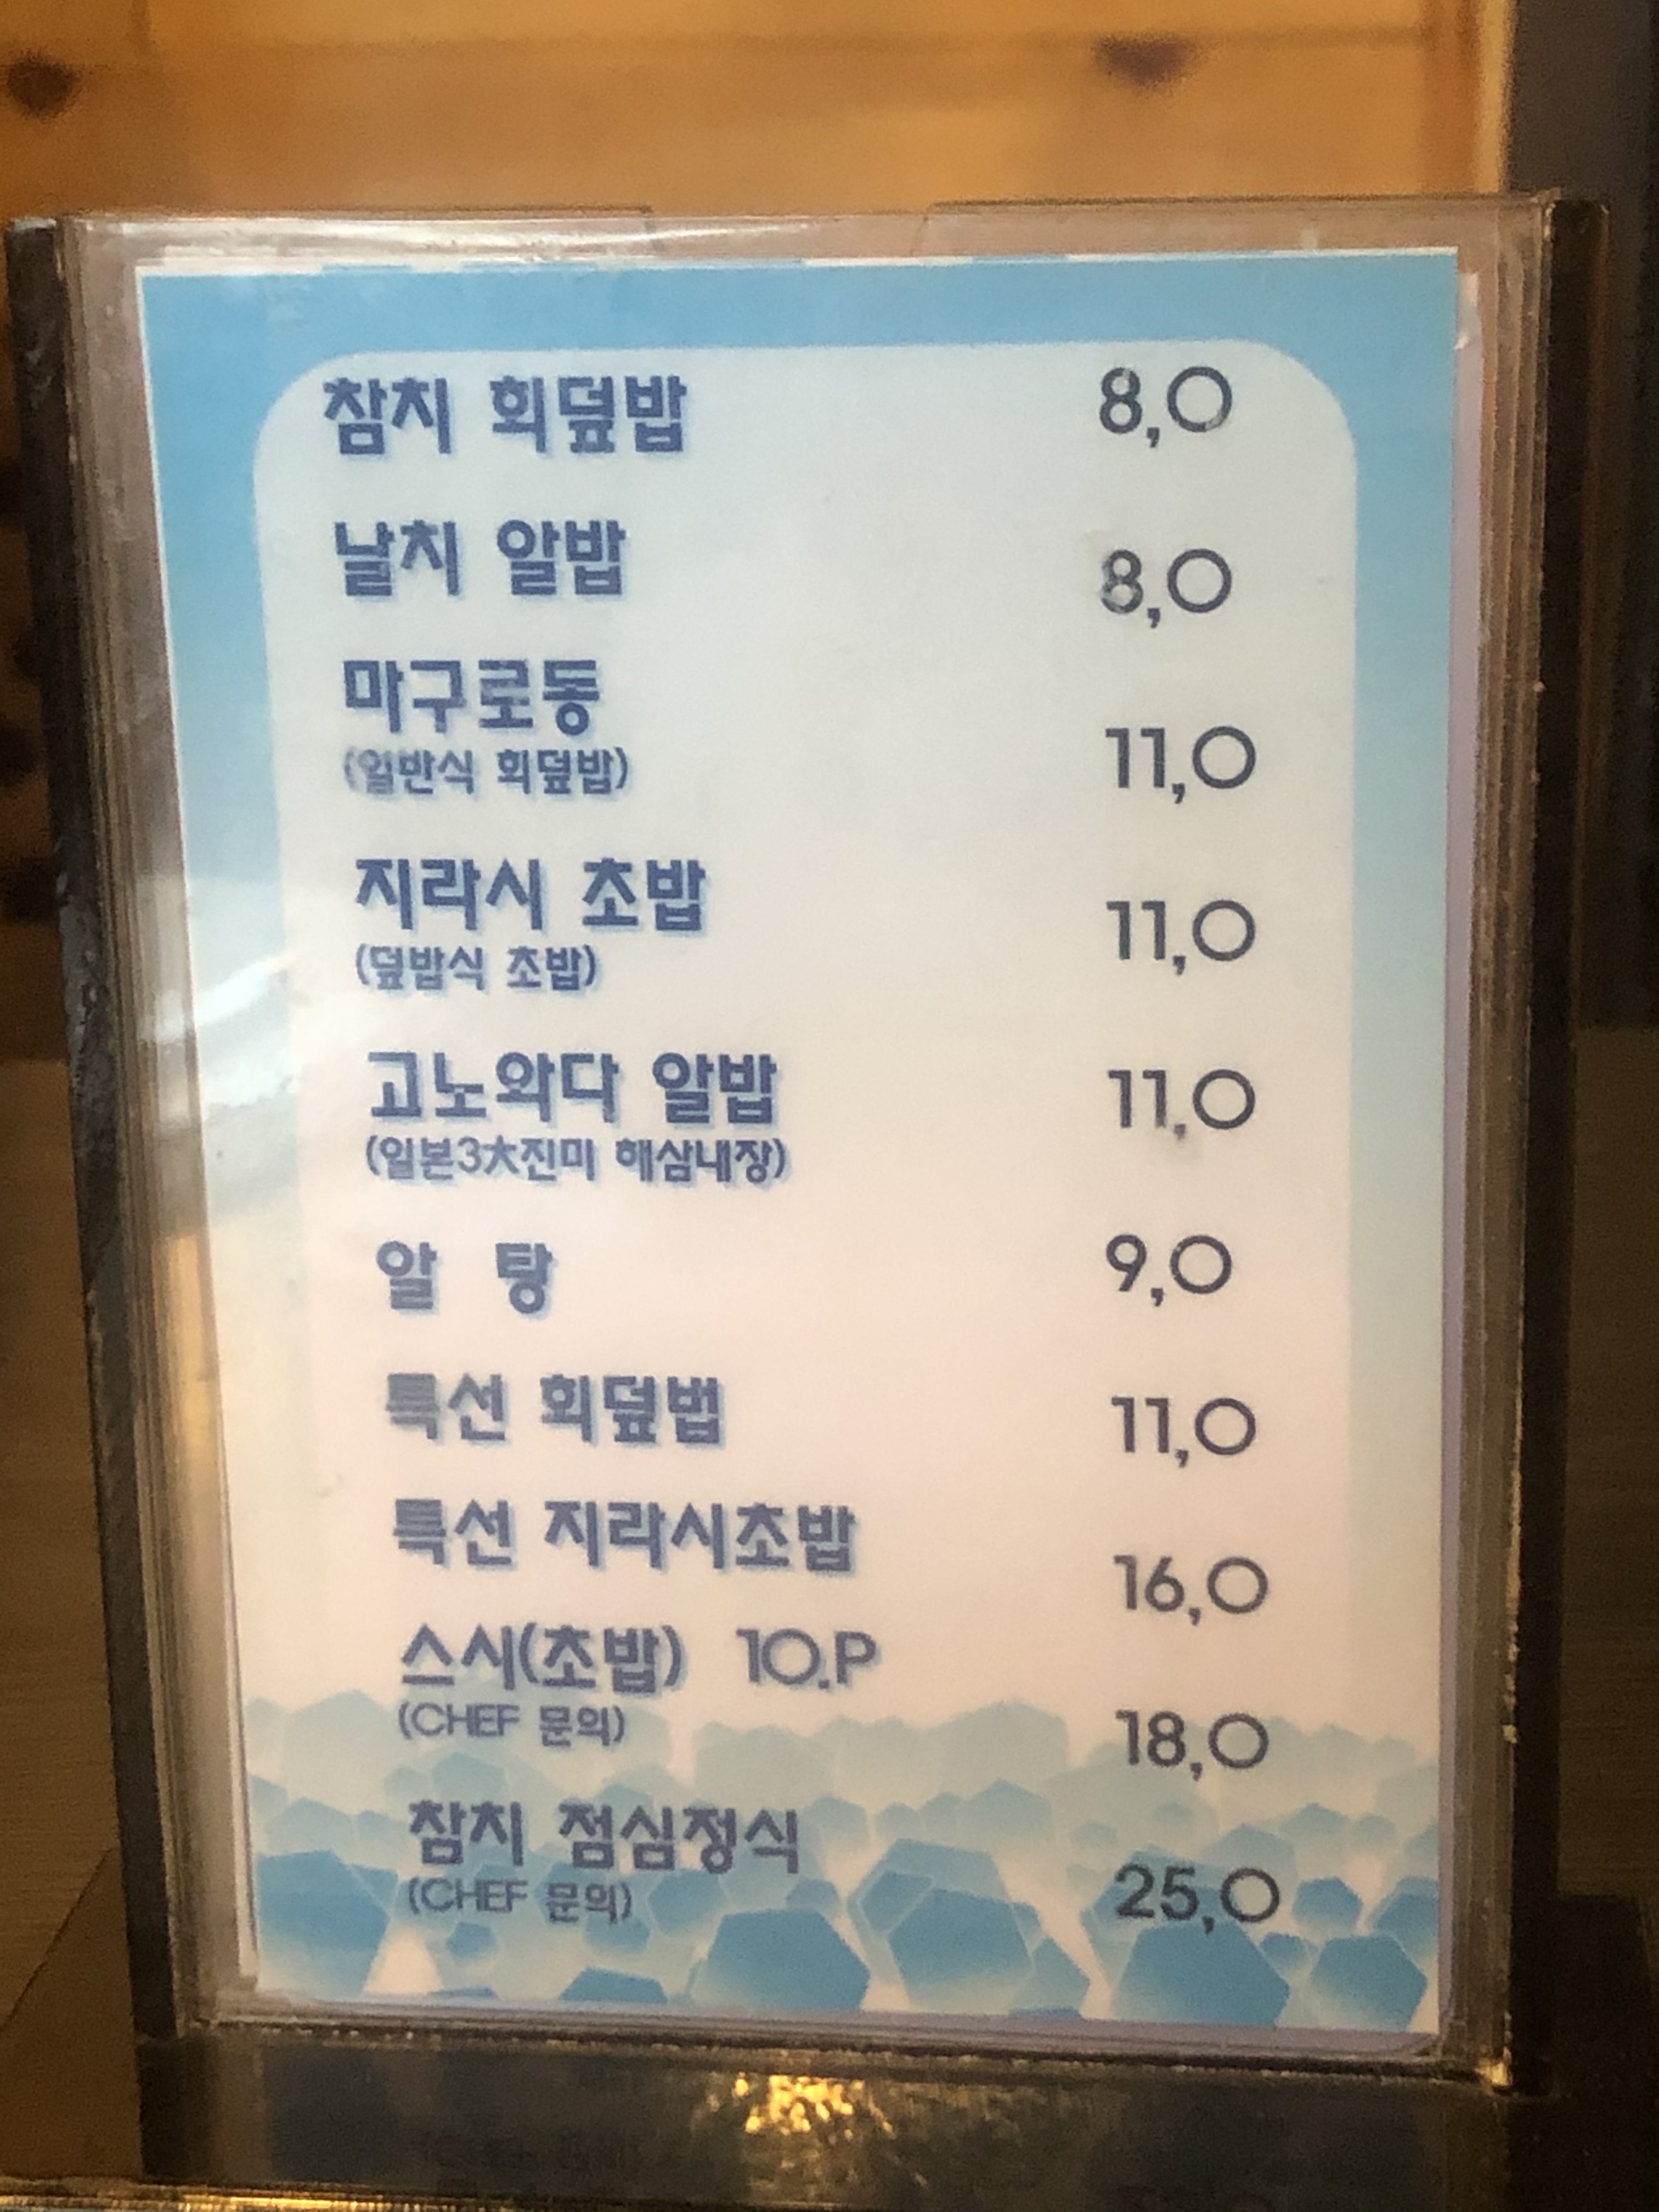 참치 회덮밥 8,0
날치 알밥 8,0
마구로동
(일반식 회덮밥) 11,0
지라시 초밥 11,0
(덮밥식 초밥)
고노와다 알밥 11,0
(일본3大진미 해삼내장)
알 탕 9,0
특선 회덮밥 11,0
특선 지라시초밥 16,0
스시(초밥) 10.P
(CHEF 문의) 18,0
참치 점심정식
(CHEF 문의) 25,0